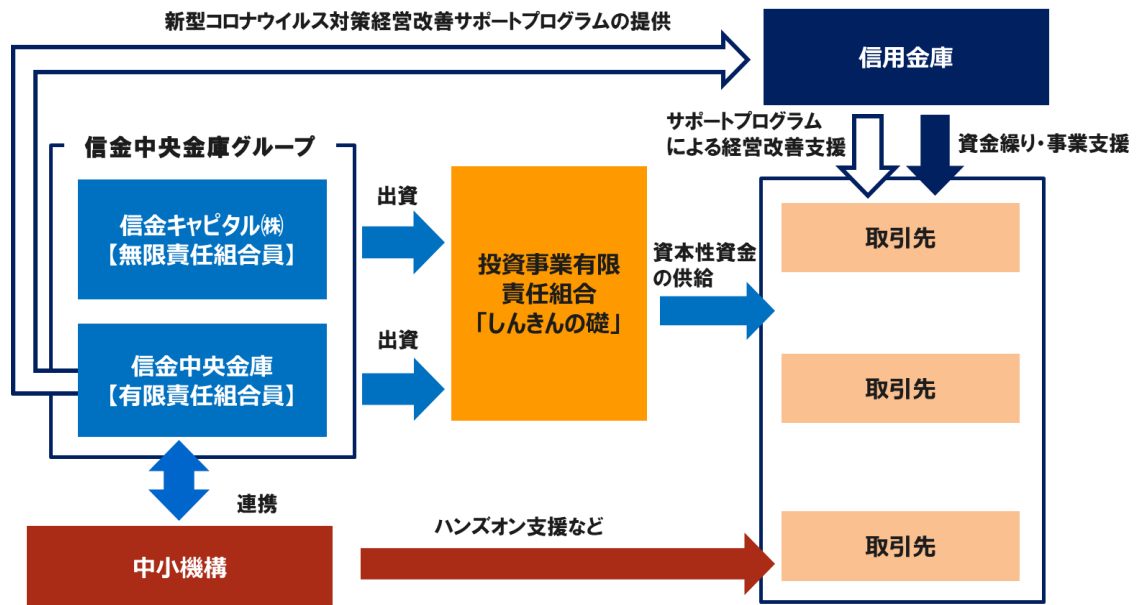 新型コロナウイルス対策経営改善サポートプログラムの提供
信用金庫
サポートプログラム
による経営改善支援
資金繰り・事業支援
信金中央金庫グループ
信金キャピタル㈱
【無限責任組合員】
出資
投資事業有限
責任組合
「しんきんの礎」
資本性資金
の供給
取引先
信金中央金庫
【有限責任組合員】
出資
取引先
連携
中小機構
ハンズオン支援など
取引先